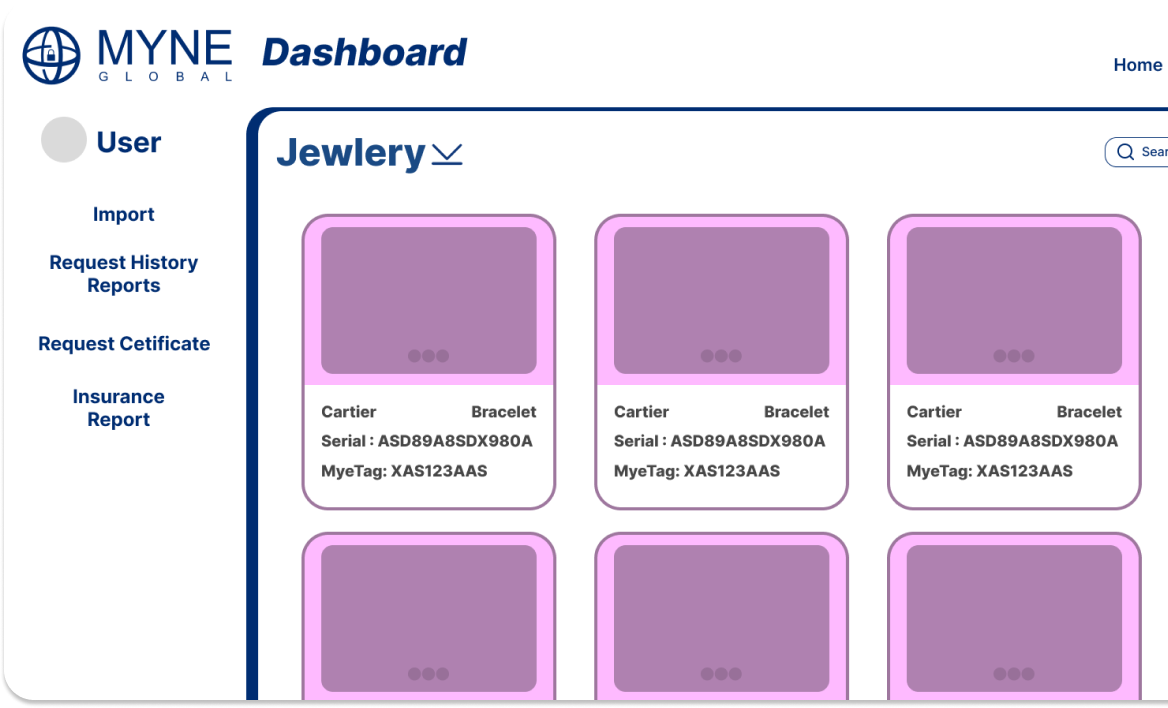 MYNE
GLOBAL
Dashboard
Home
User
Import
Request History
Reports
Request Cetificate
Insurance
Report
Jewlery
Sear
Cartier Bracelet
Serial : ASD89A8SDX980A
MyeTag: XAS123AAS
Cartier Bracelet
Serial : ASD89A8SDX980A
MyeTag: XAS123AAS
Cartier Bracelet
Serial : ASD89A8SDX980A
MyeTag: XAS123AAS